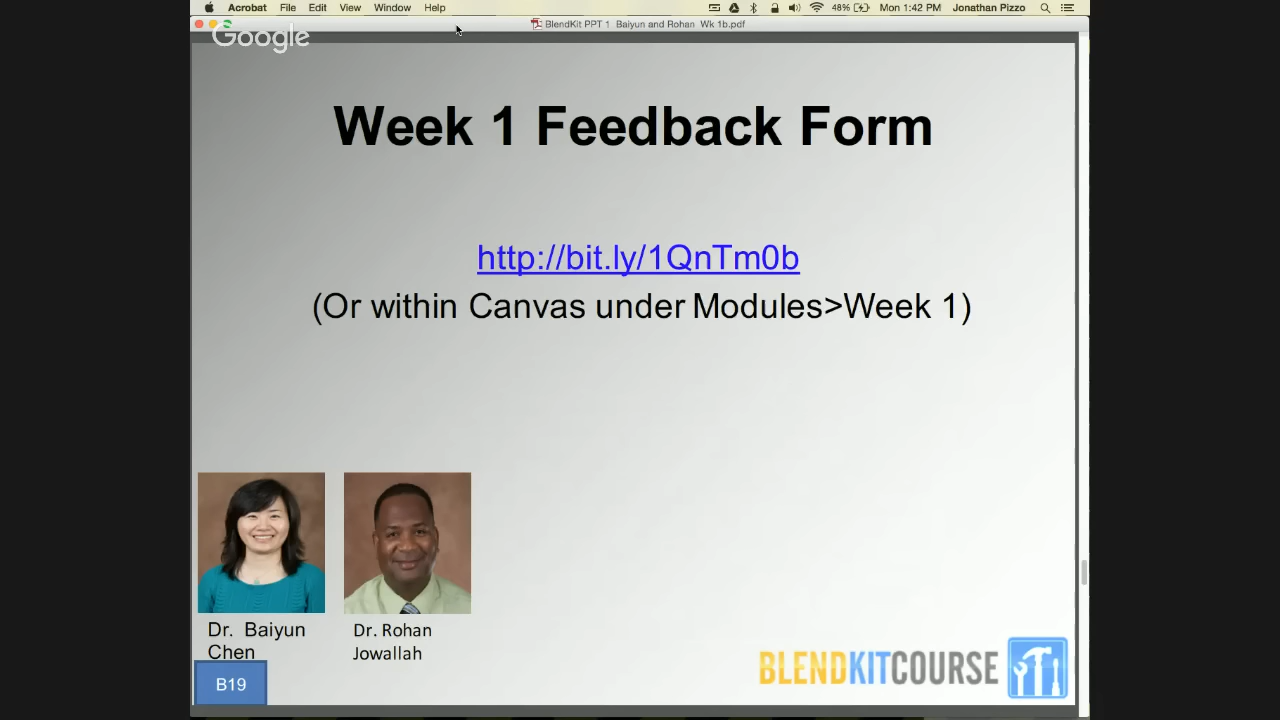 Acrobat File Edit View Window Help 48% Mon 1:42 PM Jonathan Pizzo
BlendKit PPT 1 Baiyun and Rohan Wk 1b.pdf
Google
Week 1 Feedback Form
http://bit.ly/1QnTm0b
(Or within Canvas under Modules>Week 1)
Dr. Baiyun
Chen
Dr. Rohan
Jowallah
B19
BLENDKITCOURSE